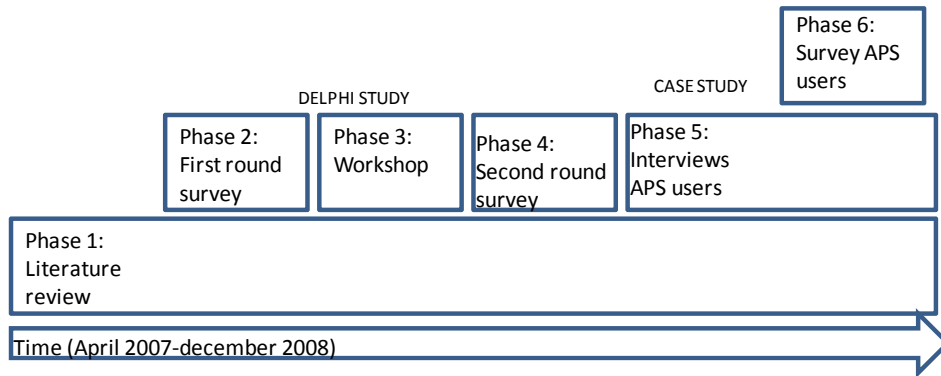 Phase 6:
Survey APS
users
DELPHI STUDY
CASE STUDY
Phase 2:
First round
survey
Phase 3:
Workshop
Phase 4:
Second round
survey
Phase 5:
Interviews
APS users
Phase 1:
Literature
review
Time (April 2007-december 2008)